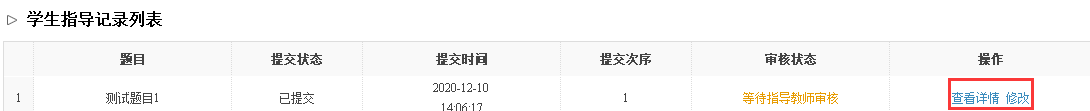 学生指导记录列表
题目 提交状态 提交时间 提交次序 审核状态 操作
1 测试题目1 已提交 2020-12-10 1 等待指导教师审核 查看详情 修改
14:06:17